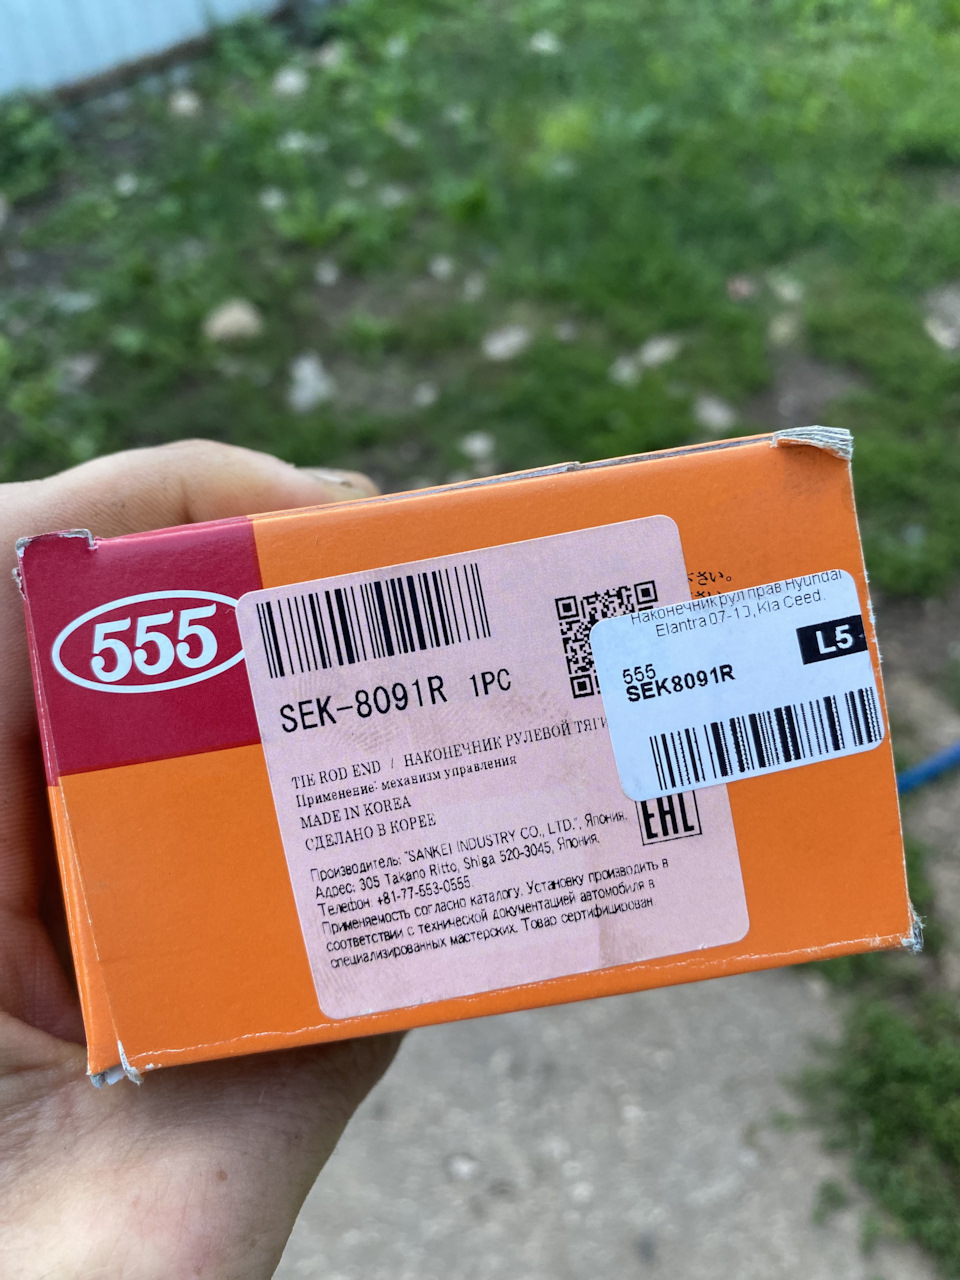 555
SEK-8091R 1PC
TIE ROD END / НАКОНЕЧНИК РУЛЕВОЙ ТЯГИ
Применение: механизм управления
MADE IN KOREA
СДЕЛАНО В КОРЕЕ
Производитель: "SANKEI INDUSTRY CO., LTD.", Япония.
Адрес: 305 Takano Ritto, Shiga 520-3045, Япония.
Телефон: +81-77-553-0555.
Применяемость согласно каталогу. Установку производить в
соответствии с технической документацией автомобиля в
специализированных мастерских. Товар сертифицирован
EAC
さい。
Наконечник рул прав Hyundai
Elantra 07-10, Kia Ceed.
L5
555
SEK8091R